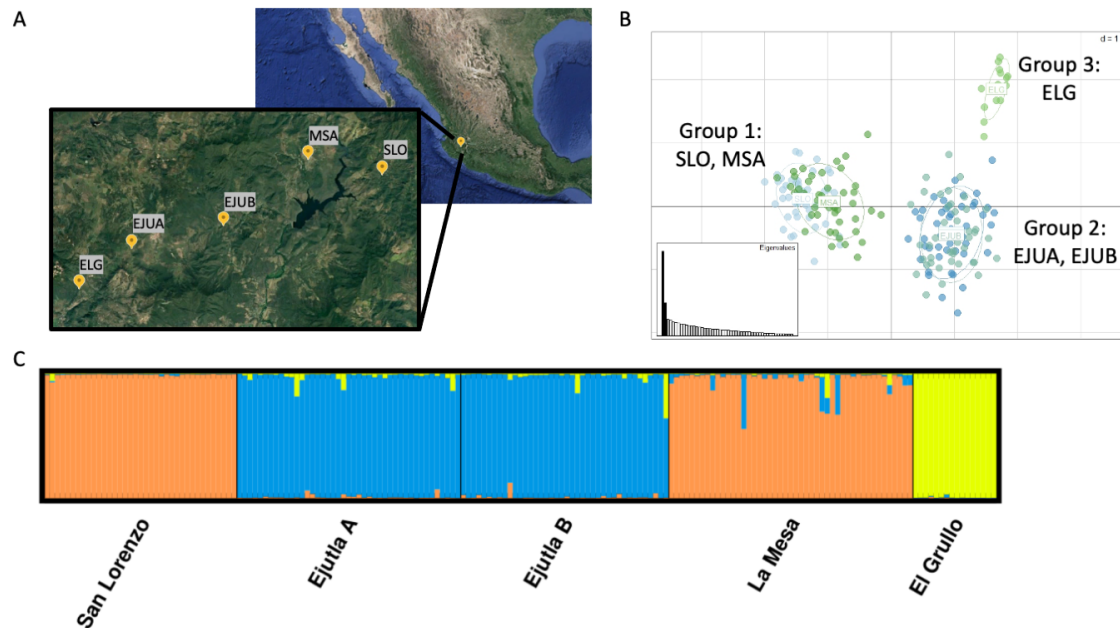 A
MSA
SLO
EJUB
EJUA
ELG
B
d = 1
Group 3:
ELG
ELG
Group 1:
SLO, MSA
SLO
MSA
EJUB
Group 2:
EJUA, EJUB
Eigenvalues
C
San Lorenzo
Ejutla A
Ejutla B
La Mesa
El Grullo